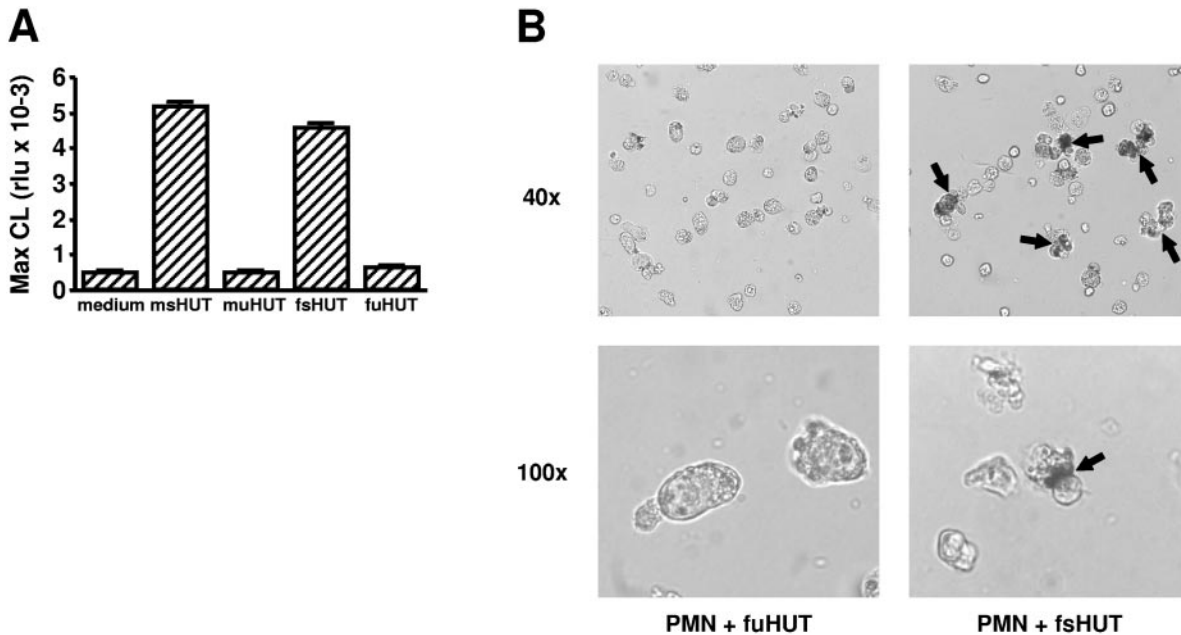 A
B
Max CL (rlu x 10-3)
6
5
4
3
2
1
0
medium msHUT muHUT fsHUT fuHUT
40x
100x
PMN + fuHUT
PMN + fsHUT